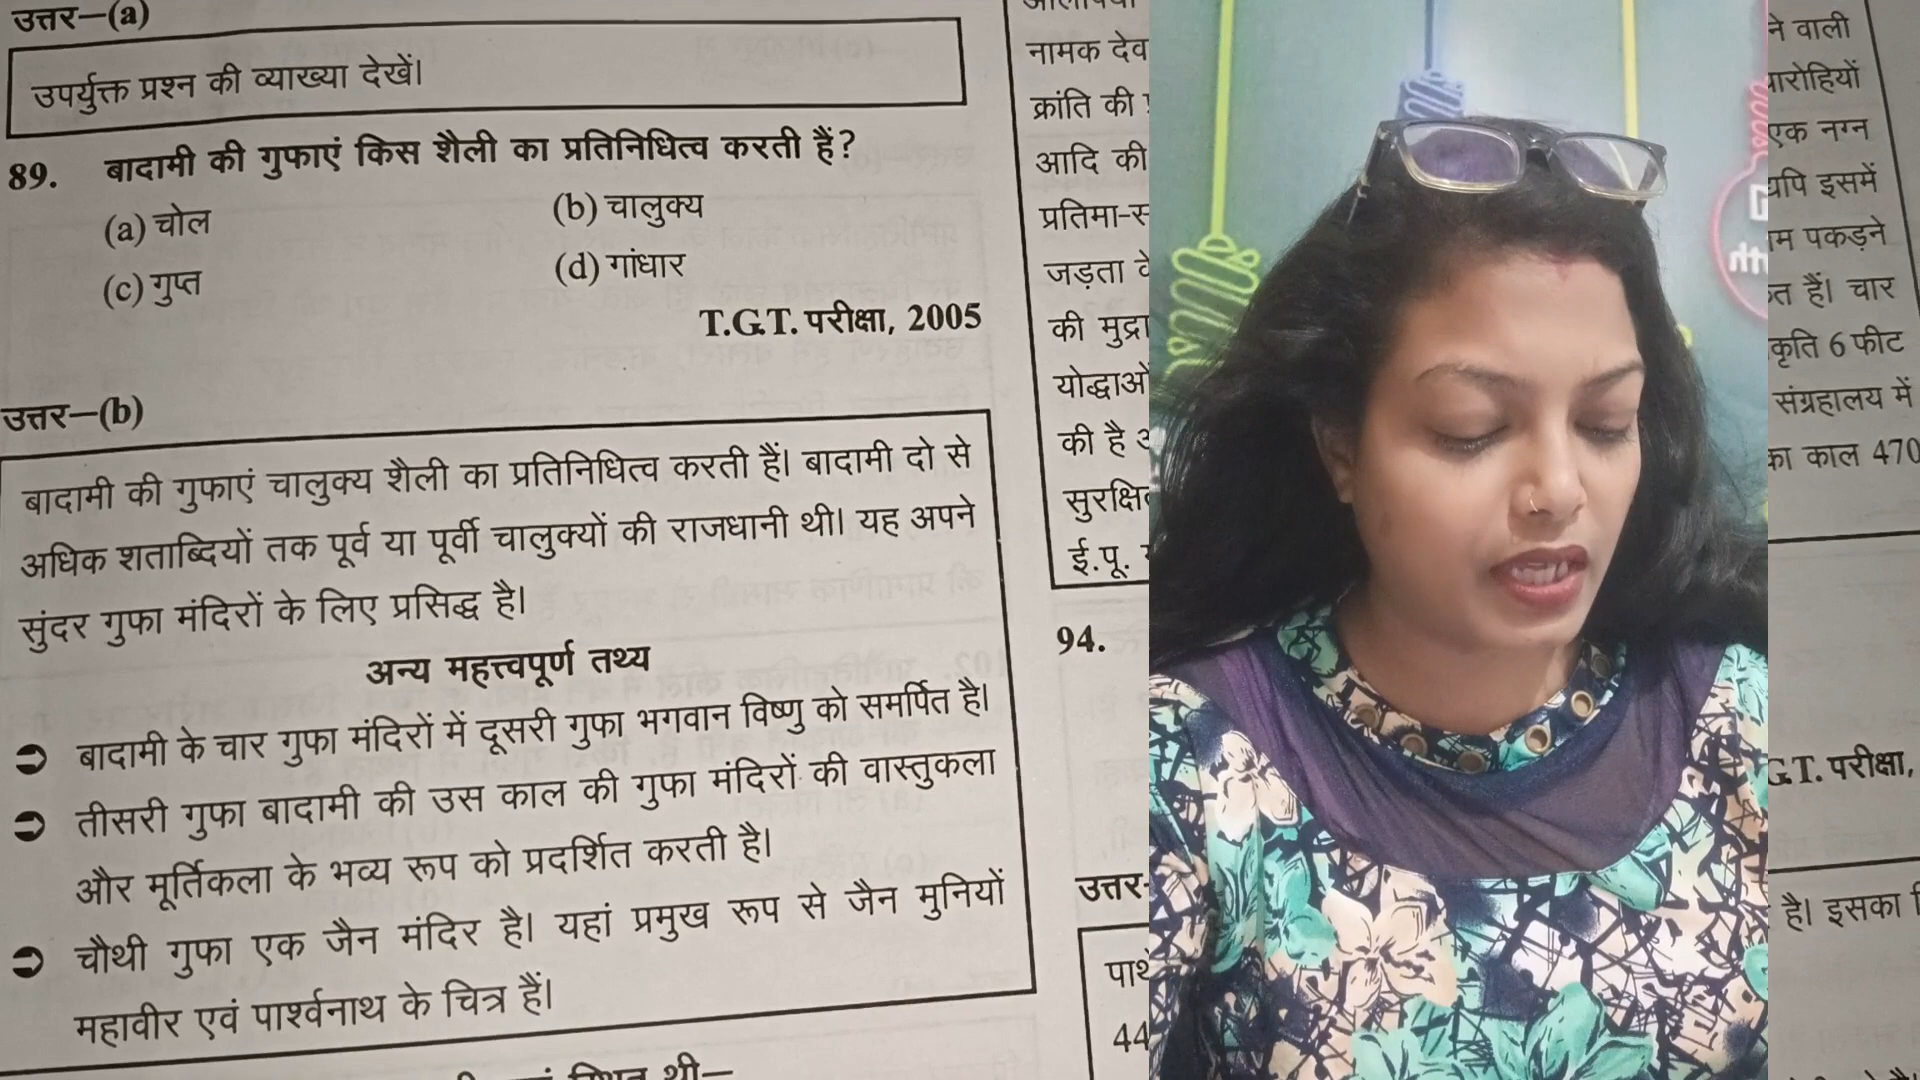 उत्तर—(a)
उपर्युक्त प्रश्न की व्याख्या देखें।
89. बादामी की गुफाएं किस शैली का प्रतिनिधित्व करती हैं?
(a) चोल (b) चालुक्य
(c) गुप्त (d) गांधार
T.G.T. परीक्षा, 2005
उत्तर—(b)
बादामी की गुफाएं चालुक्य शैली का प्रतिनिधित्व करती हैं। बादामी दो से
अधिक शताब्दियों तक पूर्व या पूर्वी चालुक्यों की राजधानी थी। यह अपने
सुंदर गुफा मंदिरों के लिए प्रसिद्ध है।
अन्य महत्त्वपूर्ण तथ्य
➲ बादामी के चार गुफा मंदिरों में दूसरी गुफा भगवान विष्णु को समर्पित है।
➲ तीसरी गुफा बादामी की उस काल की गुफा मंदिरों की वास्तुकला
और मूर्तिकला के भव्य रूप को प्रदर्शित करती है।
➲ चौथी गुफा एक जैन मंदिर है। यहां प्रमुख रूप से जैन मुनियों
महावीर एवं पार्श्वनाथ के चित्र हैं।
स्थित थी—
नामक देव
क्रांति की
आदि की
प्रतिमा-स
जड़ता
की मुद्रा
योद्धाओं
की है
सुरक्षित
ई.पू.
94.
उत्तर
44
ने वाली
एक नग्न
इसमें
पकड़ने
हैं। चार
कृति 6 फीट
संग्रहालय में
का काल 470
G.T. परीक्षा,
है। इसका